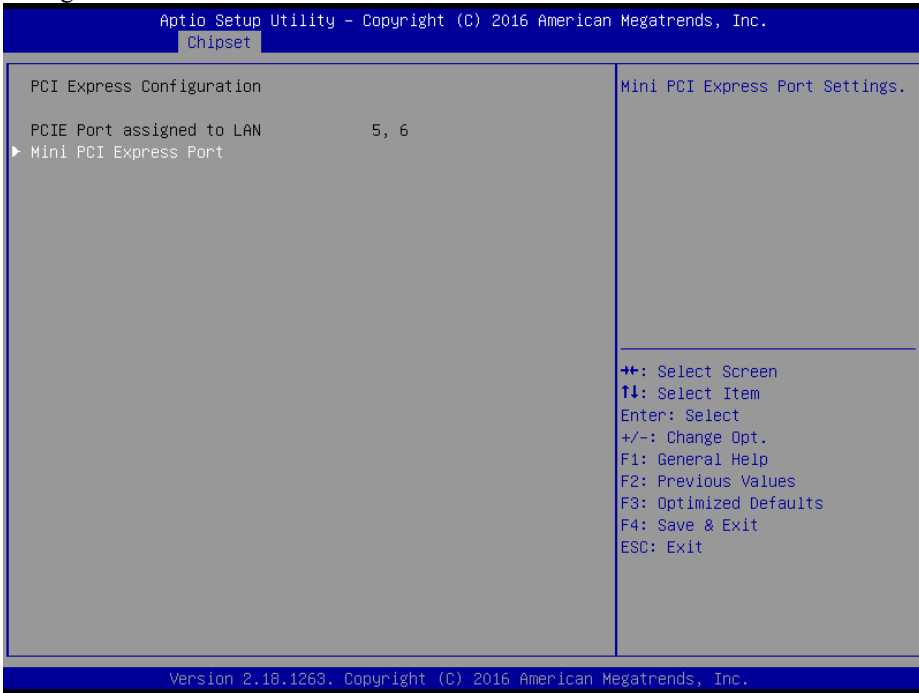 Aptio Setup Utility – Copyright (C) 2016 American Megatrends, Inc.
Chipset
PCI Express Configuration
PCIE Port assigned to LAN 5, 6
Mini PCI Express Port
Mini PCI Express Port Settings.
→←: Select Screen
↑↓: Select Item
Enter: Select
+/-: Change Opt.
F1: General Help
F2: Previous Values
F3: Optimized Defaults
F4: Save & Exit
ESC: Exit
Version 2.18.1263. Copyright (C) 2016 American Megatrends, Inc.